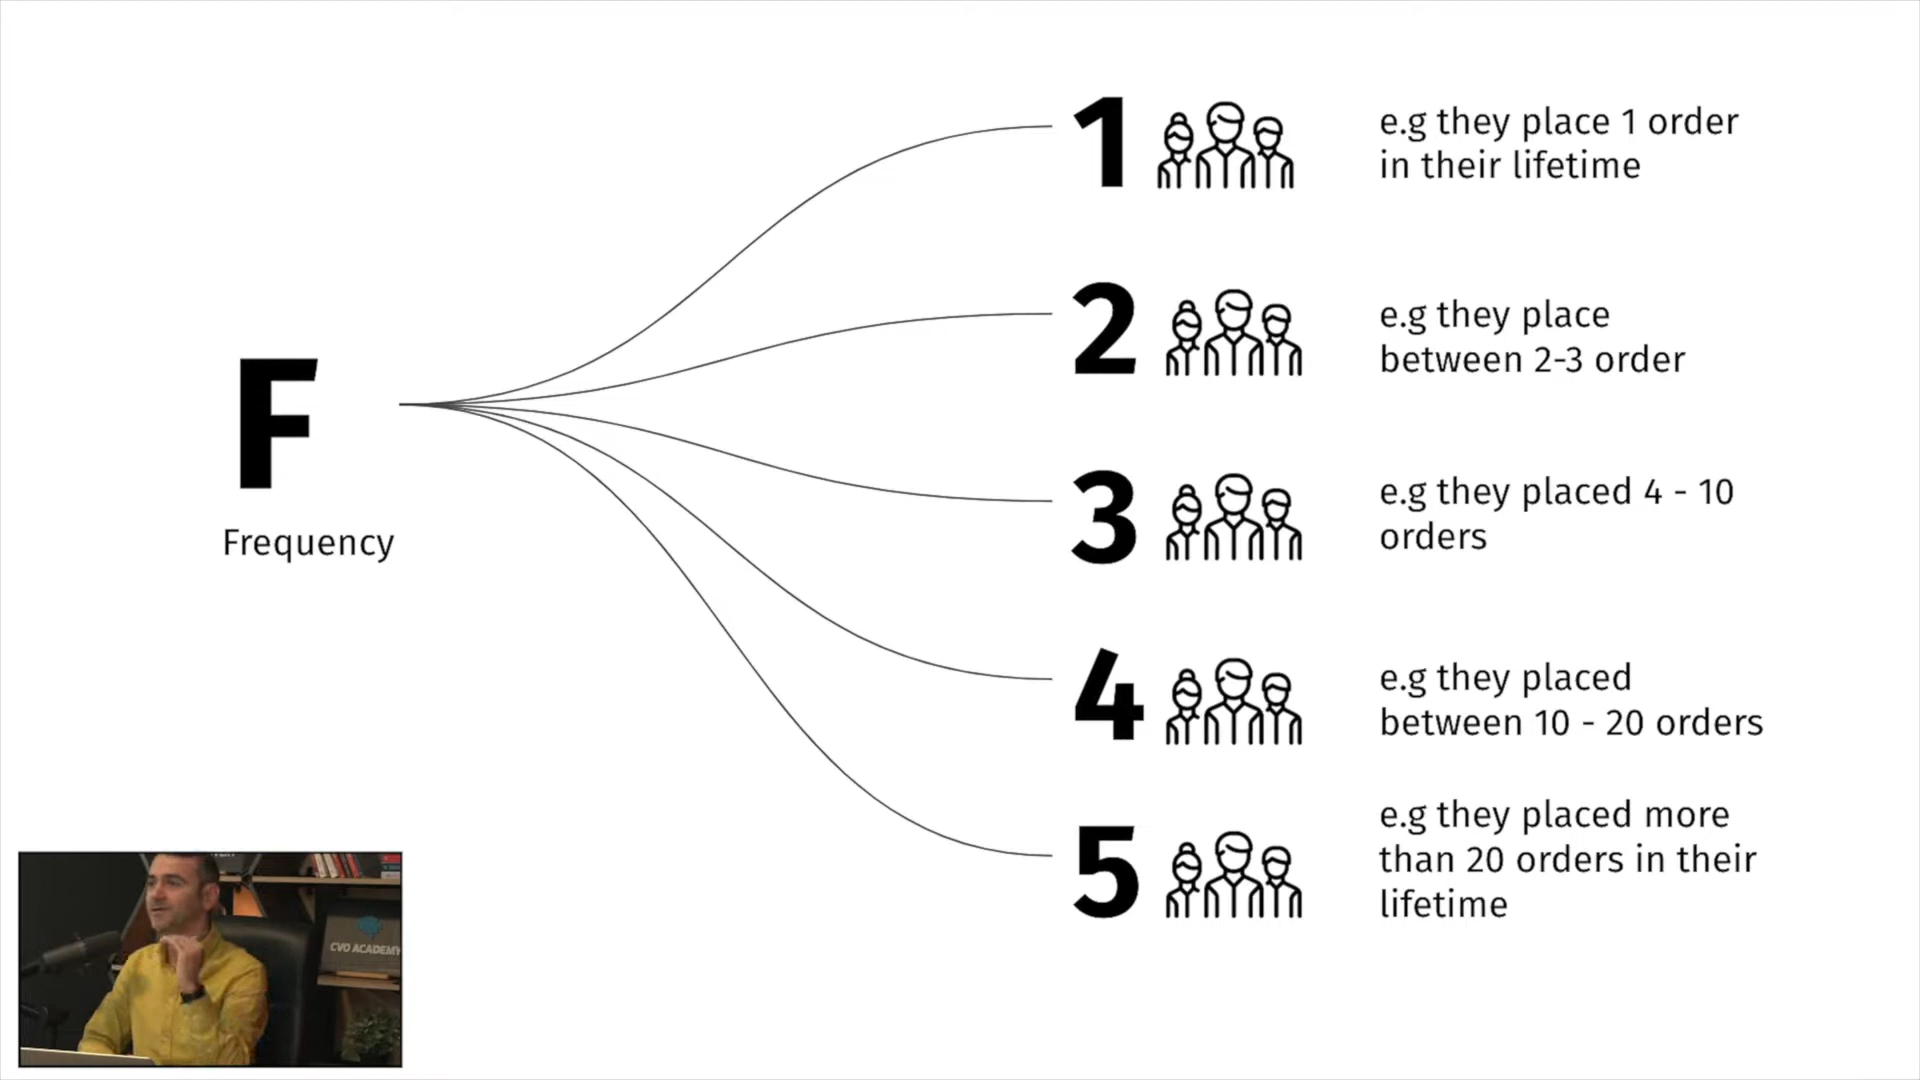 F
Frequency
1
e.g they place 1 order
in their lifetime
2
e.g they place
between 2-3 order
3
e.g they placed 4 - 10
orders
4
e.g they placed
between 10 - 20 orders
5
e.g they placed more
than 20 orders in their
lifetime
CVO ACADEMY